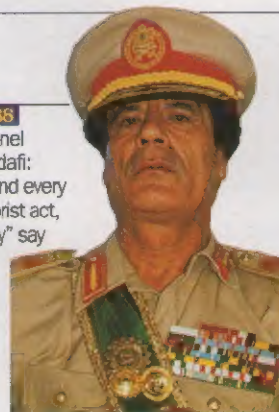 88
nel
dafi:
nd every
rist act,
y" say